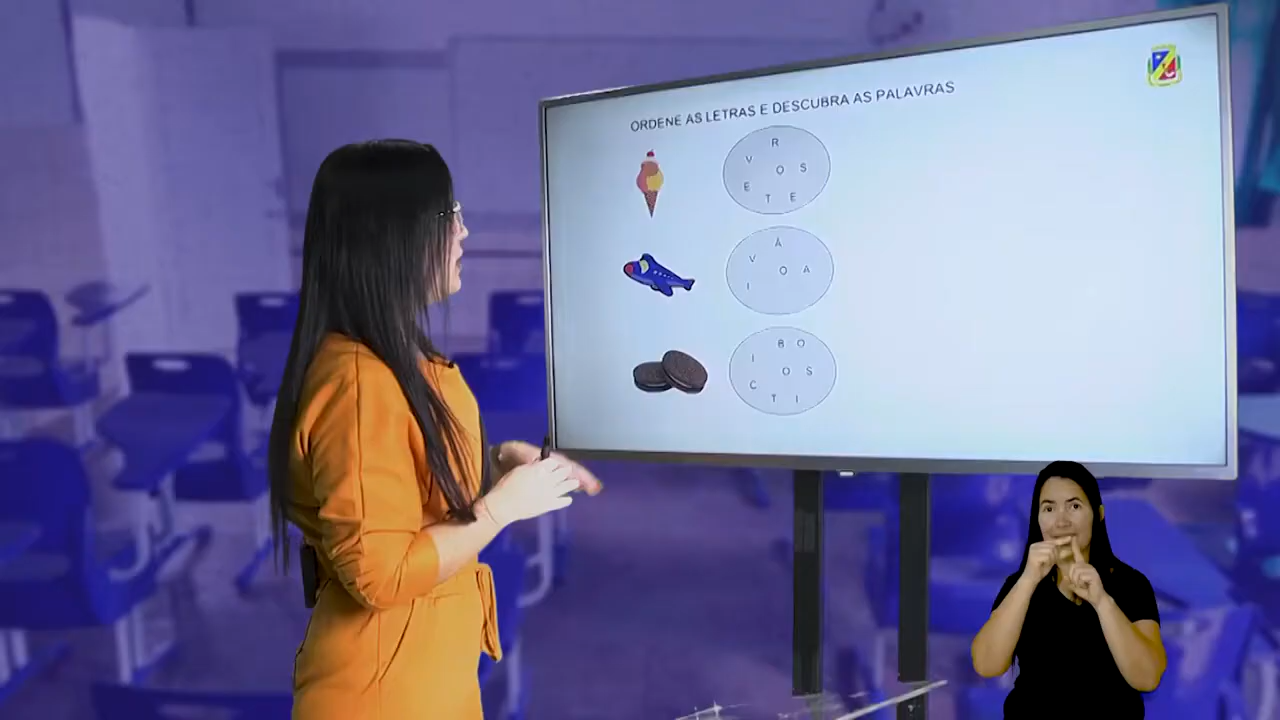 ORDENE AS LETRAS E DESCUBRA AS PALAVRAS
R
V O S
E T E
Ã
V O A
I
B O
I O S
C T I